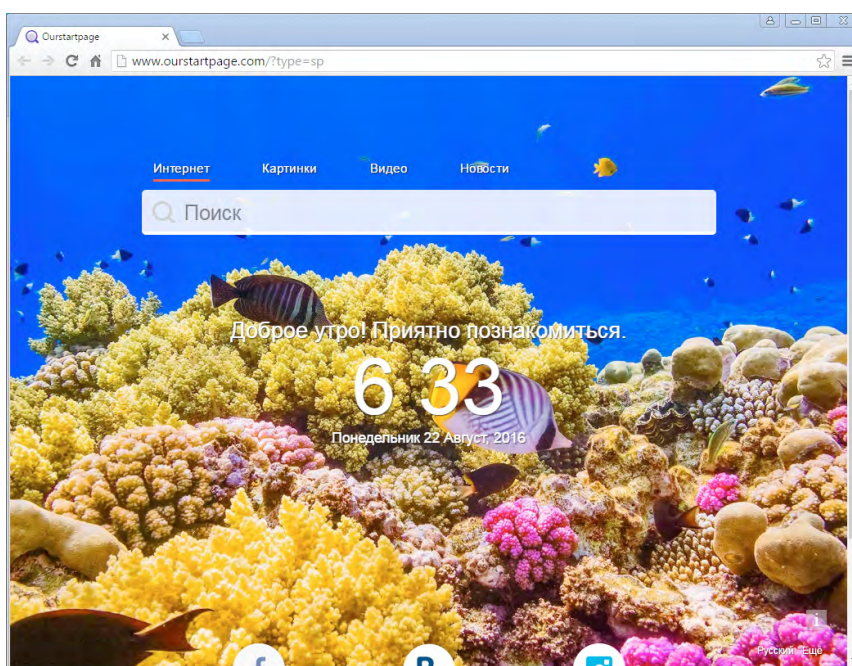 Ourstartpage
www.ourstartpage.com/?type=sp
Интернет Картинки Видео Новости
Поиск
Доброе утро! Приятно познакомиться.
6 33
Понедельник 22 Август, 2016
Русский Ещё